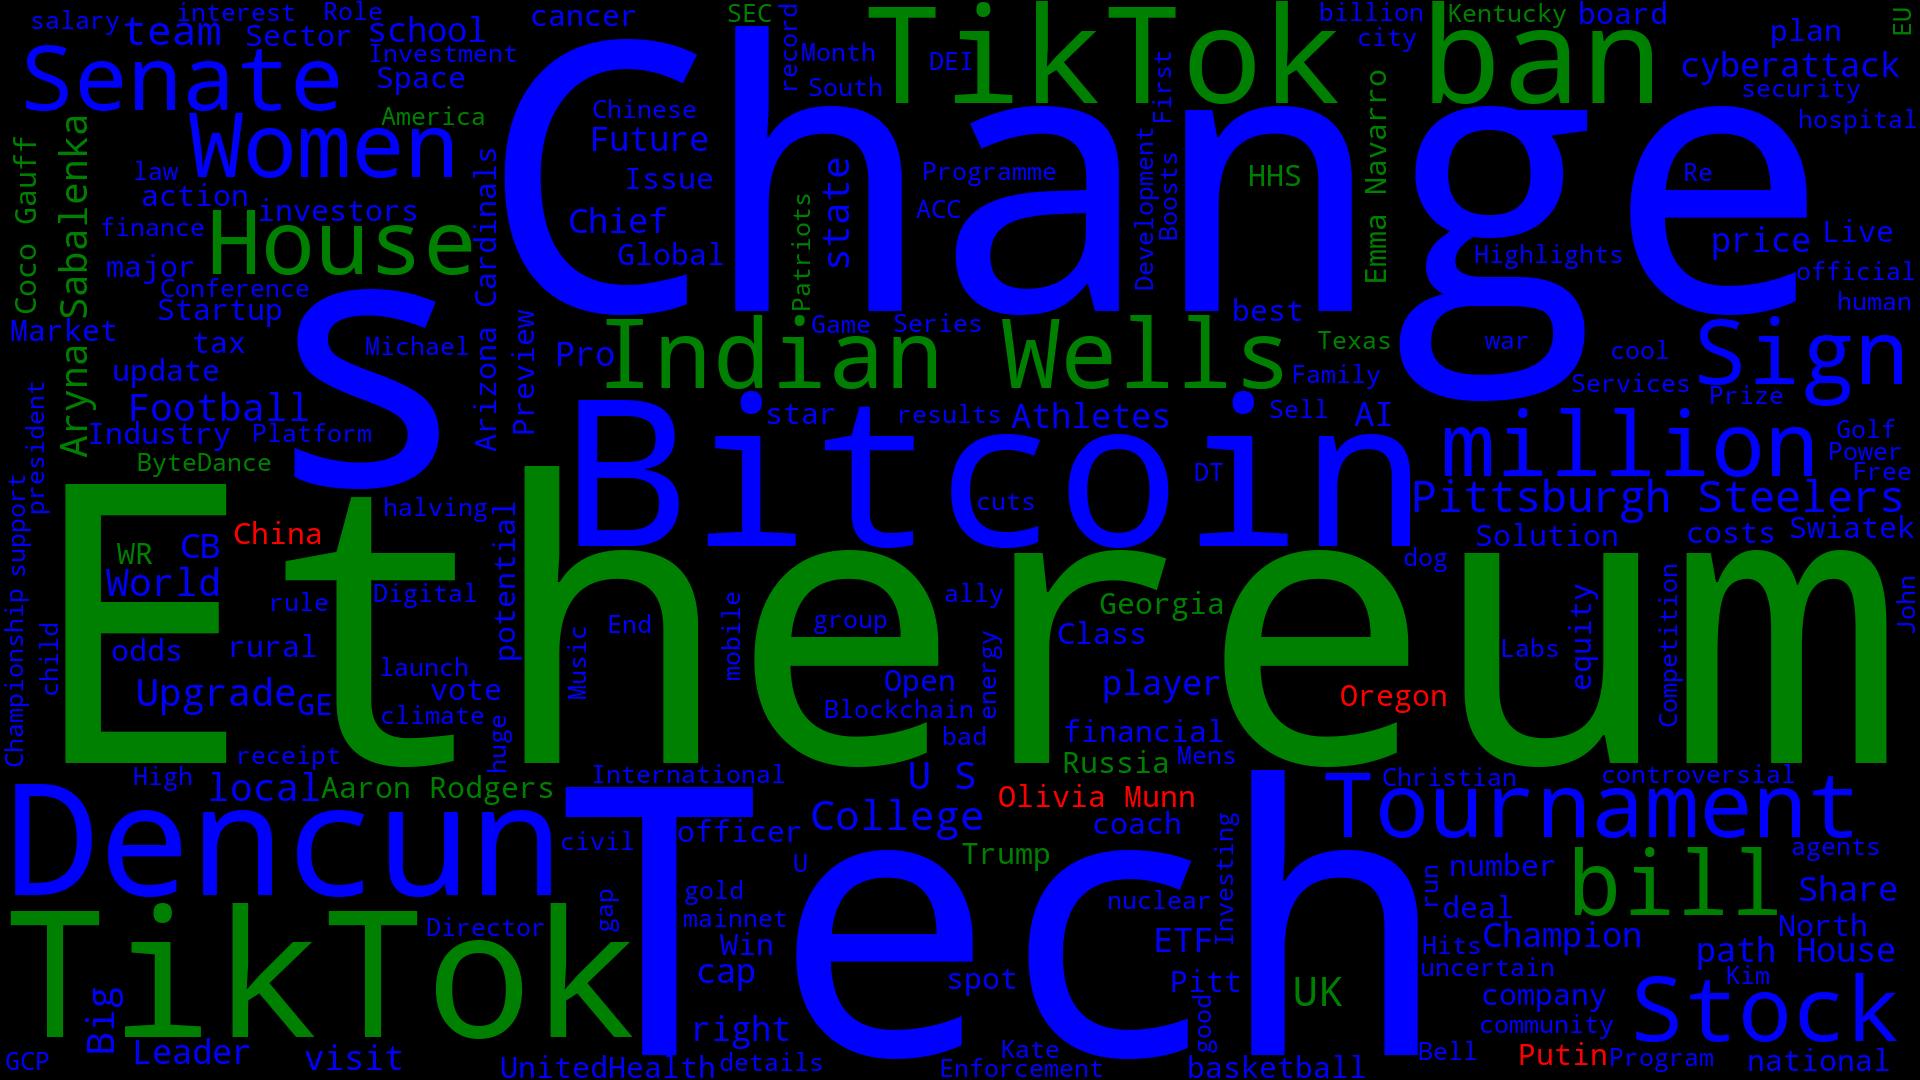 salary
interest
Role
team
Sector
school
Investment
Space
cancer
SEC
record
Month
South
DEI
TikTok ban
First
billion
city
Kentucky
board
plan
EU
cyberattack
security
hospital
Senate
Women
America
Change
Chinese
Future
Issue
Chief
Global
state
Patriots
Programme
ACC
Development
Boosts
HHS
Emma Navarro
Re
Highlights
price
Live
official
human
Coco Gauff
Aryna Sabalenka
law
action
investors
finance
House
major
Conference
Startup
Market
tax
update
s
Michael
Arizona Cardinals
Preview
Pro
Indian Wells
Game
Series
best
Texas
Family
war
cool
Services
Prize
Sign
president
Football
Industry
Platform
ByteDance
Bitcoin
star
results
Athletes
Sell
AI
DT
cuts
million
Golf
Power
Free
Pittsburgh Steelers
Solution
costs
Swiatek
Championship support
child
Ethereum
WR
CB
China
World
halving
Digital
rule
potential
odds
rural
launch
vote
climate
Upgrade
GE
huge
receipt
End
Music
mobile
group
ally
Open
Blockchain
energy
bad
Georgia
Class
player
financial
Russia
Mens
dog
Oregon
Labs
equity
Competition
John
High
local
Aaron Rodgers
International
U S
Olivia Munn
College
coach
Christian
controversial
Tournament
Dencun
civil
officer
U
Trump
Investing
number
run
deal
bill
agents
Share
Tech
gap
gold
mainnet
Win
cap
spot
nuclear
ETF
Pitt
UK
Hits
Champion
North
path
House
uncertain
Kim
TikTok
Director
Big
right
good
company
community
Stock
GCP
Leader
visit
UnitedHealth
details
Kate
Enforcement
basketball
Bell
Putin
Program
national